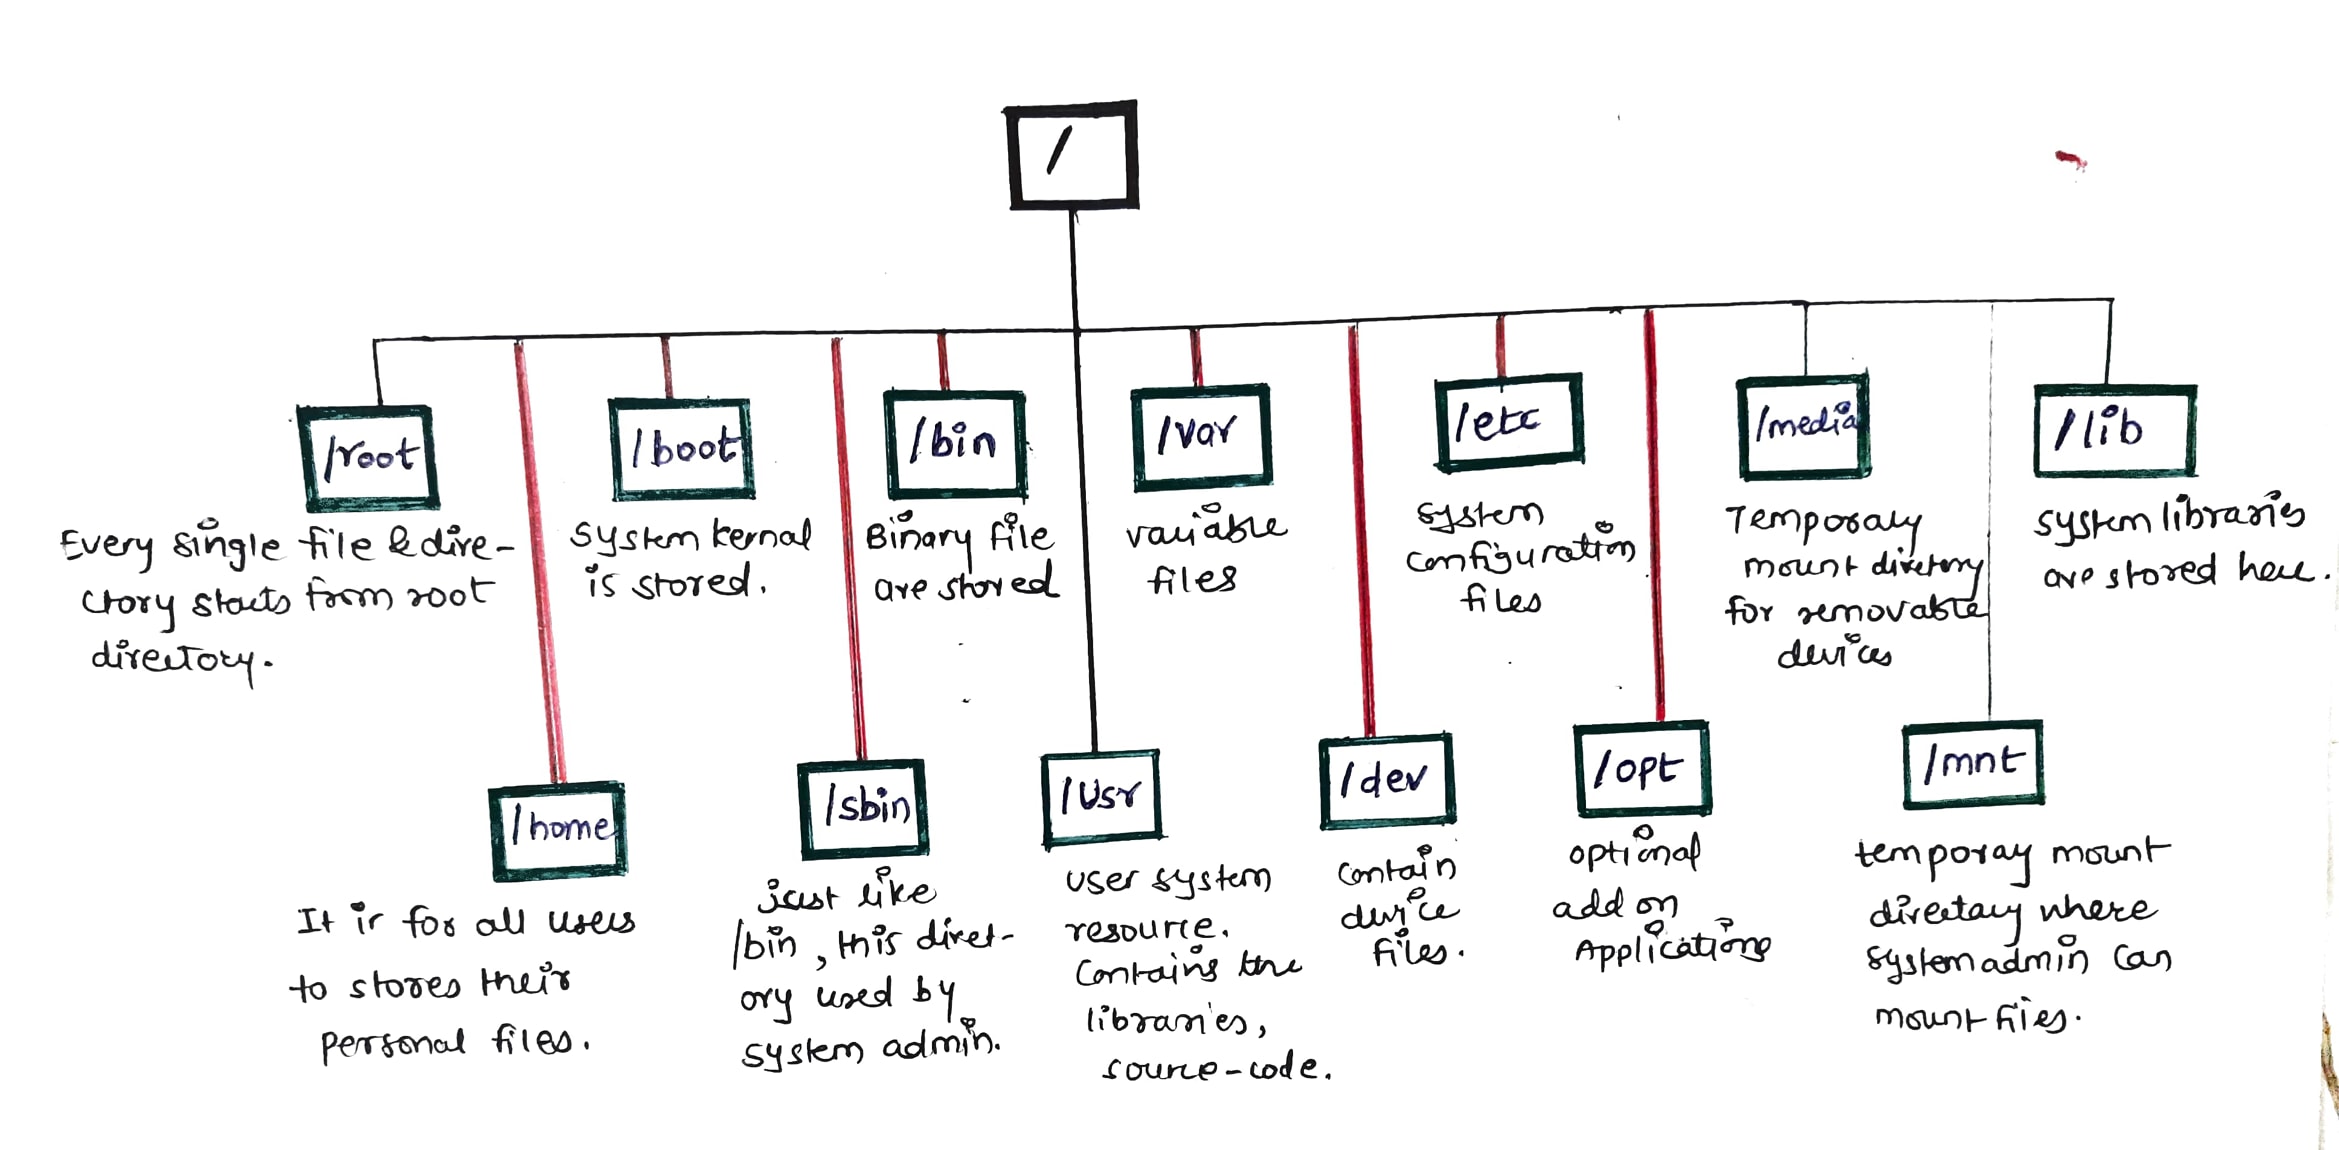 /
/root
Every single file & dire-
ctory starts from root
directory.
/boot
system kernal
is stored.
/bin
Binary file
are stored
/var
variable
files
/etc
system
configuration
files
/media
Temporary
mount directory
for removable
devices
/lib
system libraries
are stored here.
/home
It is for all users
to stores their
personal files.
/sbin
just like
/bin, this direct-
ory used by
system admin.
/usr
user system
resource.
contains the
libraries,
source-code.
/dev
contain
device
files.
/opt
optional
add on
Applications
/mnt
temporay mount
directory where
system admin can
mount files.